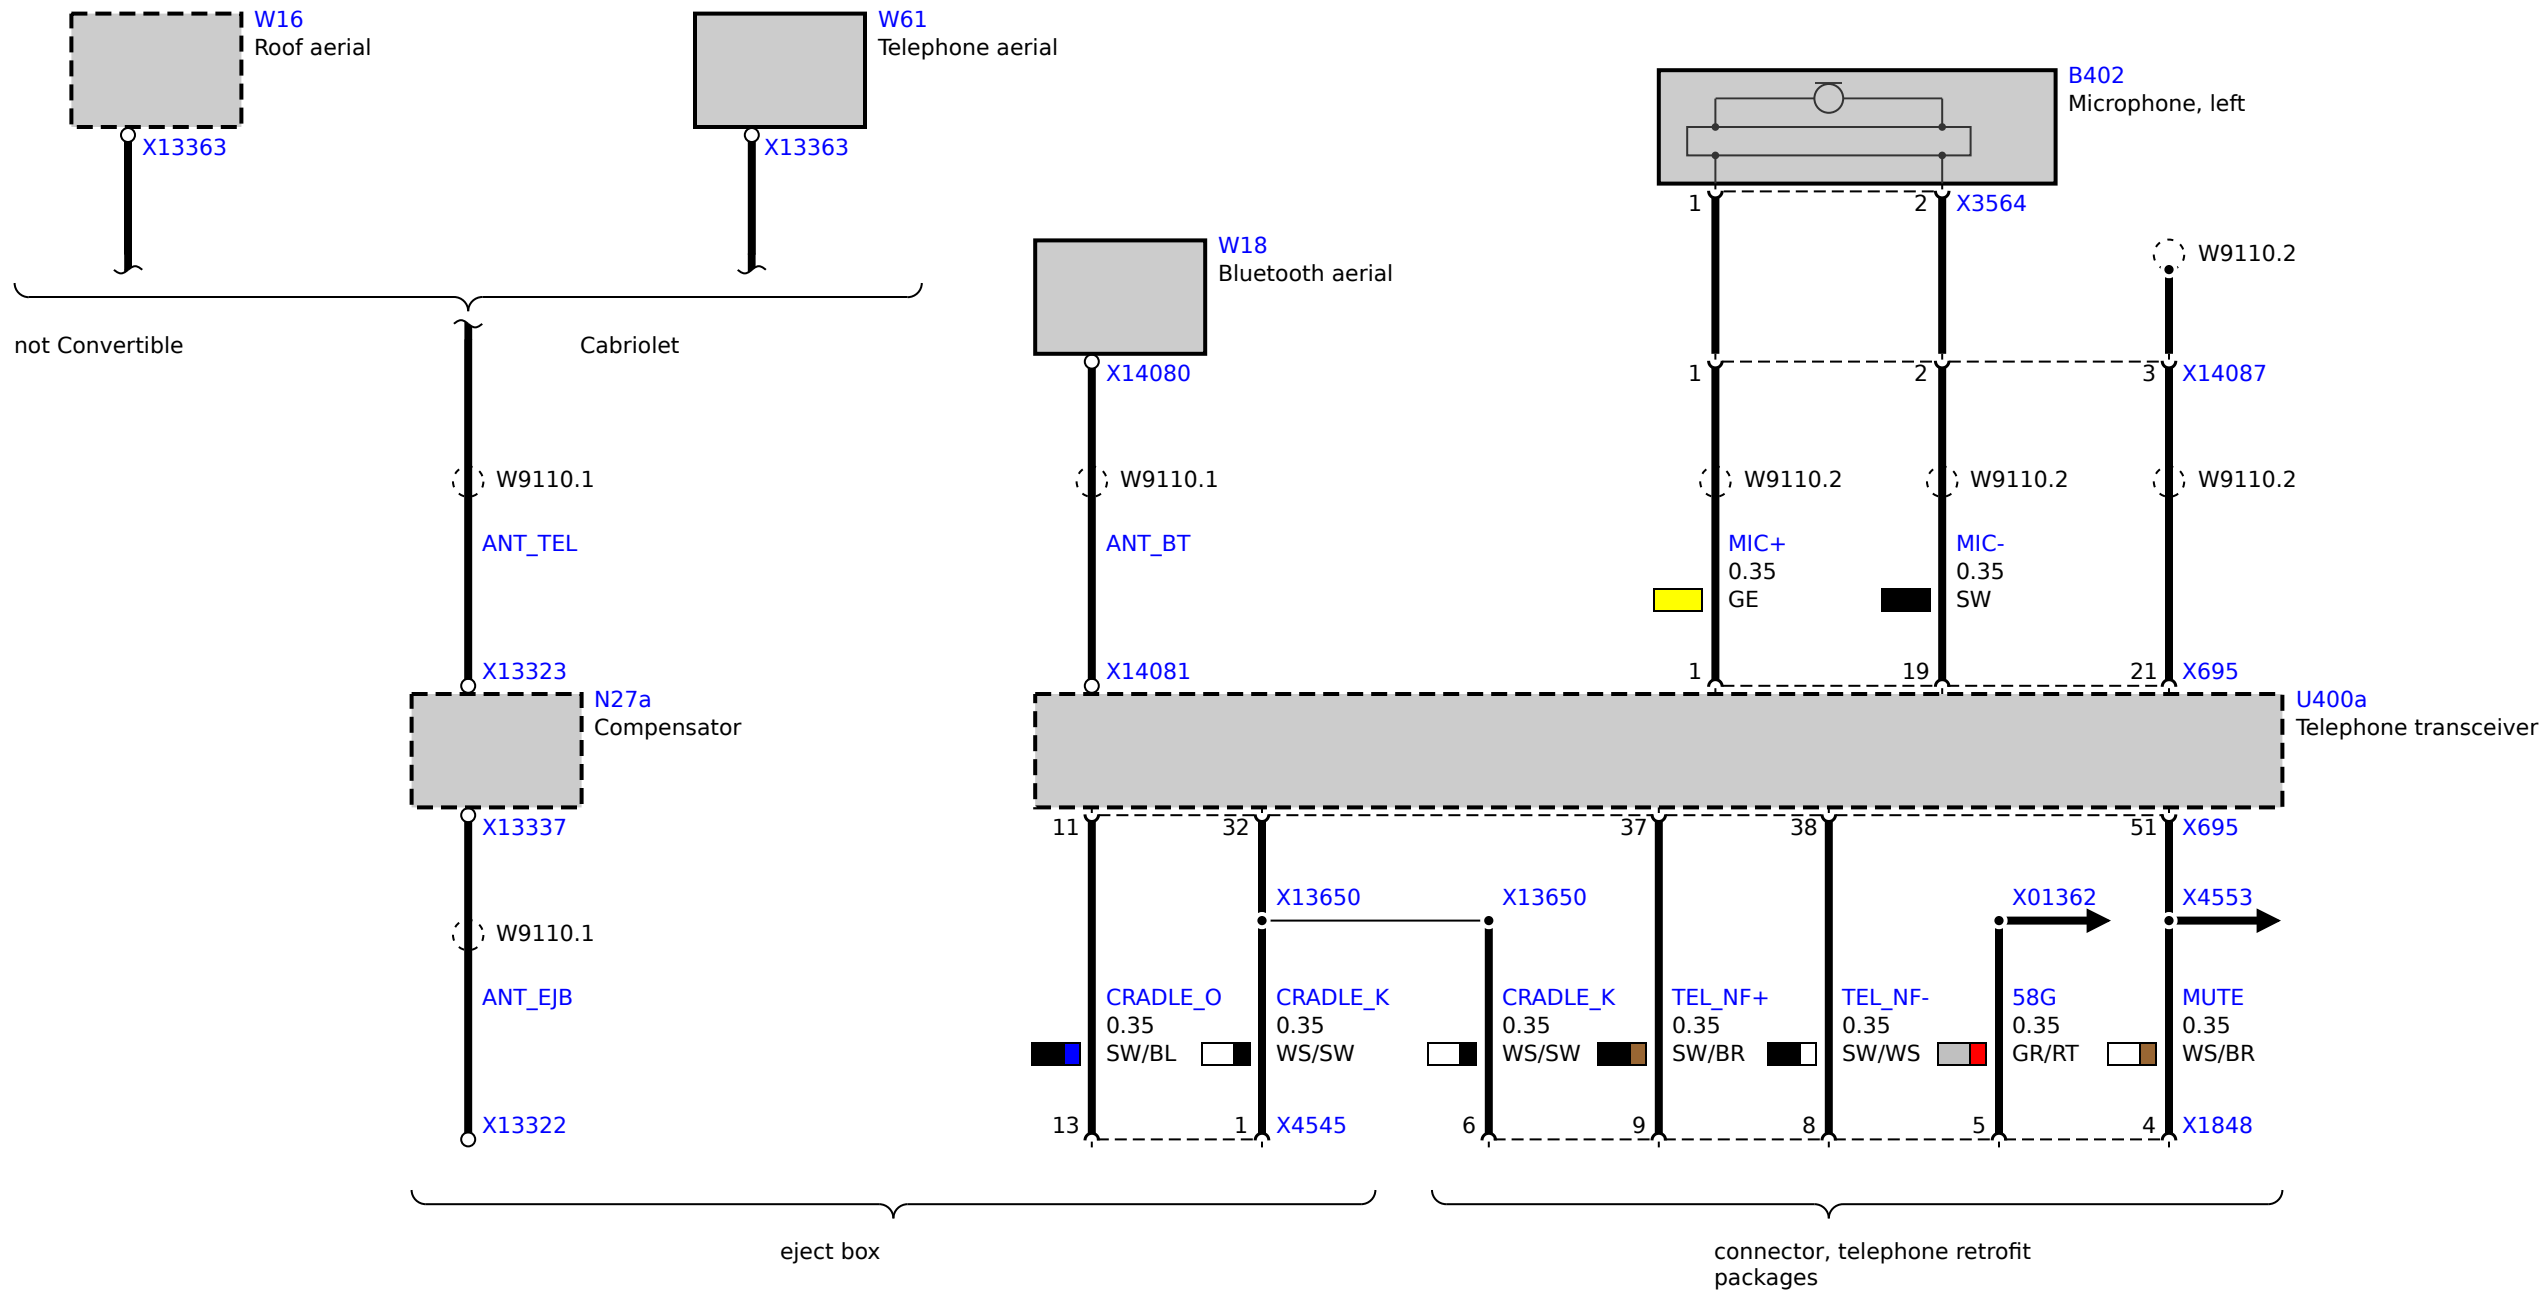 W16
Roof aerial
X13363
W61
Telephone aerial
X13363
B402
Microphone, left
1
2
X3564
W18
Bluetooth aerial
W9110.2
not Convertible
Cabriolet
X14080
1
2
3
X14087
W9110.1
W9110.1
W9110.2
W9110.2
W9110.2
ANT_TEL
ANT_BT
MIC+
0.35
GE
MIC-
0.35
SW
X13323
X14081
1
19
21
X695
N27a
Compensator
U400a
Telephone transceiver
X13337
11
32
37
38
51
X695
X13650
X13650
X01362
X4553
W9110.1
ANT_EJB
CRADLE_O
0.35
SW/BL
CRADLE_K
0.35
WS/SW
CRADLE_K
0.35
WS/SW
TEL_NF+
0.35
SW/BR
TEL_NF-
0.35
SW/WS
58G
0.35
GR/RT
MUTE
0.35
WS/BR
X13322
13
1
X4545
6
9
8
5
4
X1848
eject box
connector, telephone retrofit
packages